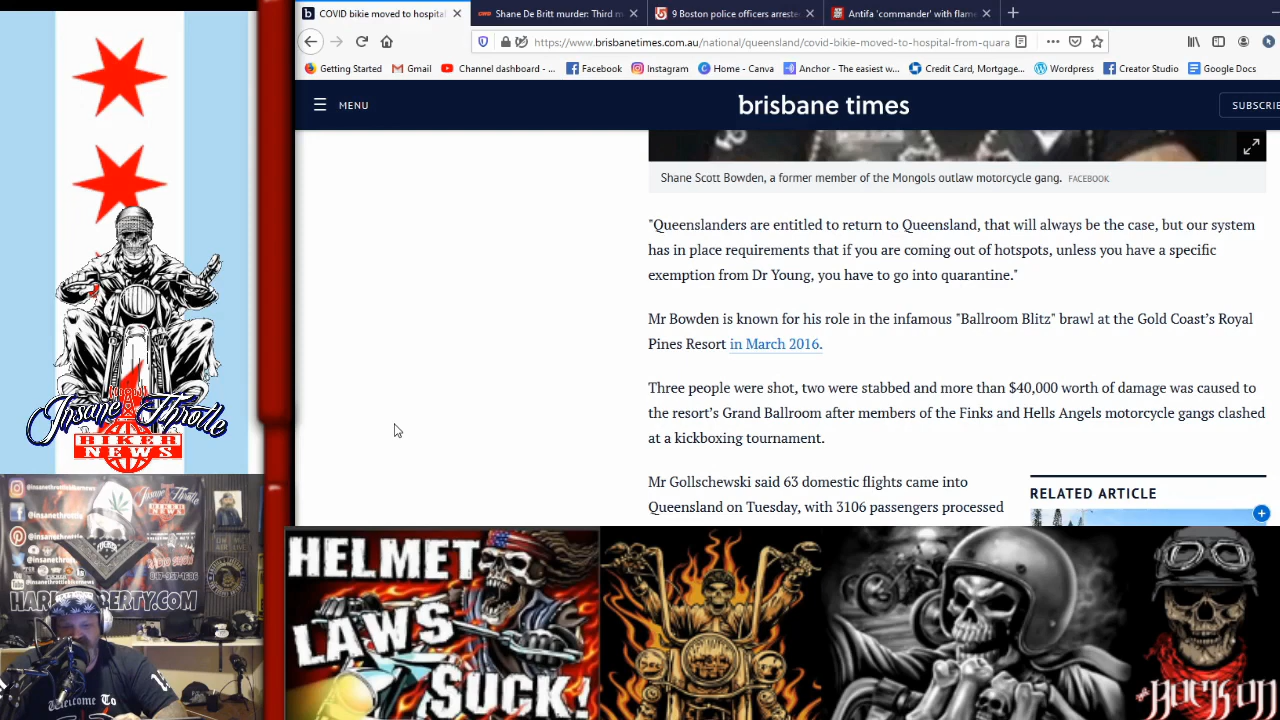 COVID bikie moved to hospital
Shane De Britt murder: Third m
9 Boston police officers arreste
Antifa 'commander' with flam
https://www.brisbanetimes.com.au/national/queensland/covid-bikie-moved-to-hospital-from-quara
Getting Started
Gmail
Channel dashboard - ...
Facebook
Instagram
Home - Canva
Anchor - The easiest w...
Credit Card, Mortgage...
Wordpress
Creator Studio
Google Docs
MENU
brisbane times
SUBSCRIBE
Shane Scott Bowden, a former member of the Mongols outlaw motorcycle gang. FACEBOOK
"Queenslanders are entitled to return to Queensland, that will always be the case, but our system
has in place requirements that if you are coming out of hotspots, unless you have a specific
exemption from Dr Young, you have to go into quarantine."
Mr Bowden is known for his role in the infamous "Ballroom Blitz" brawl at the Gold Coast's Royal
Pines Resort in March 2016.
Three people were shot, two were stabbed and more than $40,000 worth of damage was caused to
the resort's Grand Ballroom after members of the Finks and Hells Angels motorcycle gangs clashed
at a kickboxing tournament.
Mr Gollschewski said 63 domestic flights came into
Queensland on Tuesday, with 3106 passengers processed
RELATED ARTICLE
Insane Throttle
BIKER
NEWS
@insanethrottlebikernews
@insanethrottle
INSANE THROTTLE
BIKER
NEWS
RADIO SHOW
Welcome To
HELMET
LAWS
SUCK!